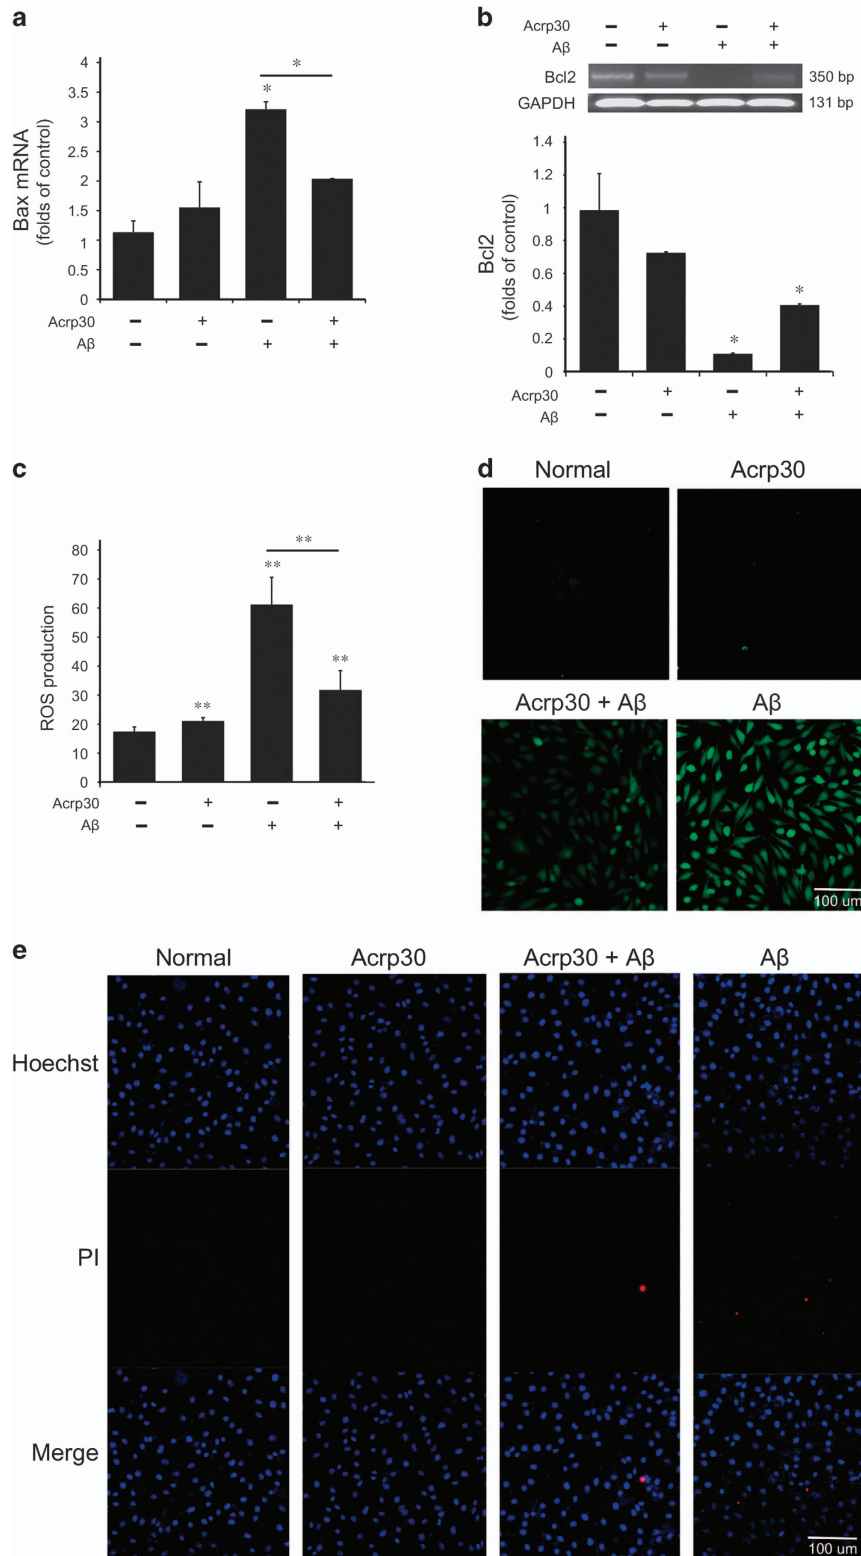 a
*
*
4
3.5
3
2.5
2
1.5
1
0.5
0
Bax mRNA
(folds of control)
Acrp30 – + – +
Aβ – – + +
b
Acrp30 – + – +
Aβ – – + +
Bcl2 350 bp
GAPDH 131 bp
1.4
1.2
1
0.8
0.6
0.4
0.2
0
Bcl2
(folds of control)
*
*
Acrp30 – + – +
Aβ – – + +
c
**
**
**
**
80
70
60
50
40
30
20
10
0
ROS production
Acrp30 – + – +
Aβ – – + +
d
Normal Acrp30
Acrp30 + Aβ Aβ
100 um
e
Normal Acrp30 Acrp30 + Aβ Aβ
Hoechst
PI
Merge
100 um